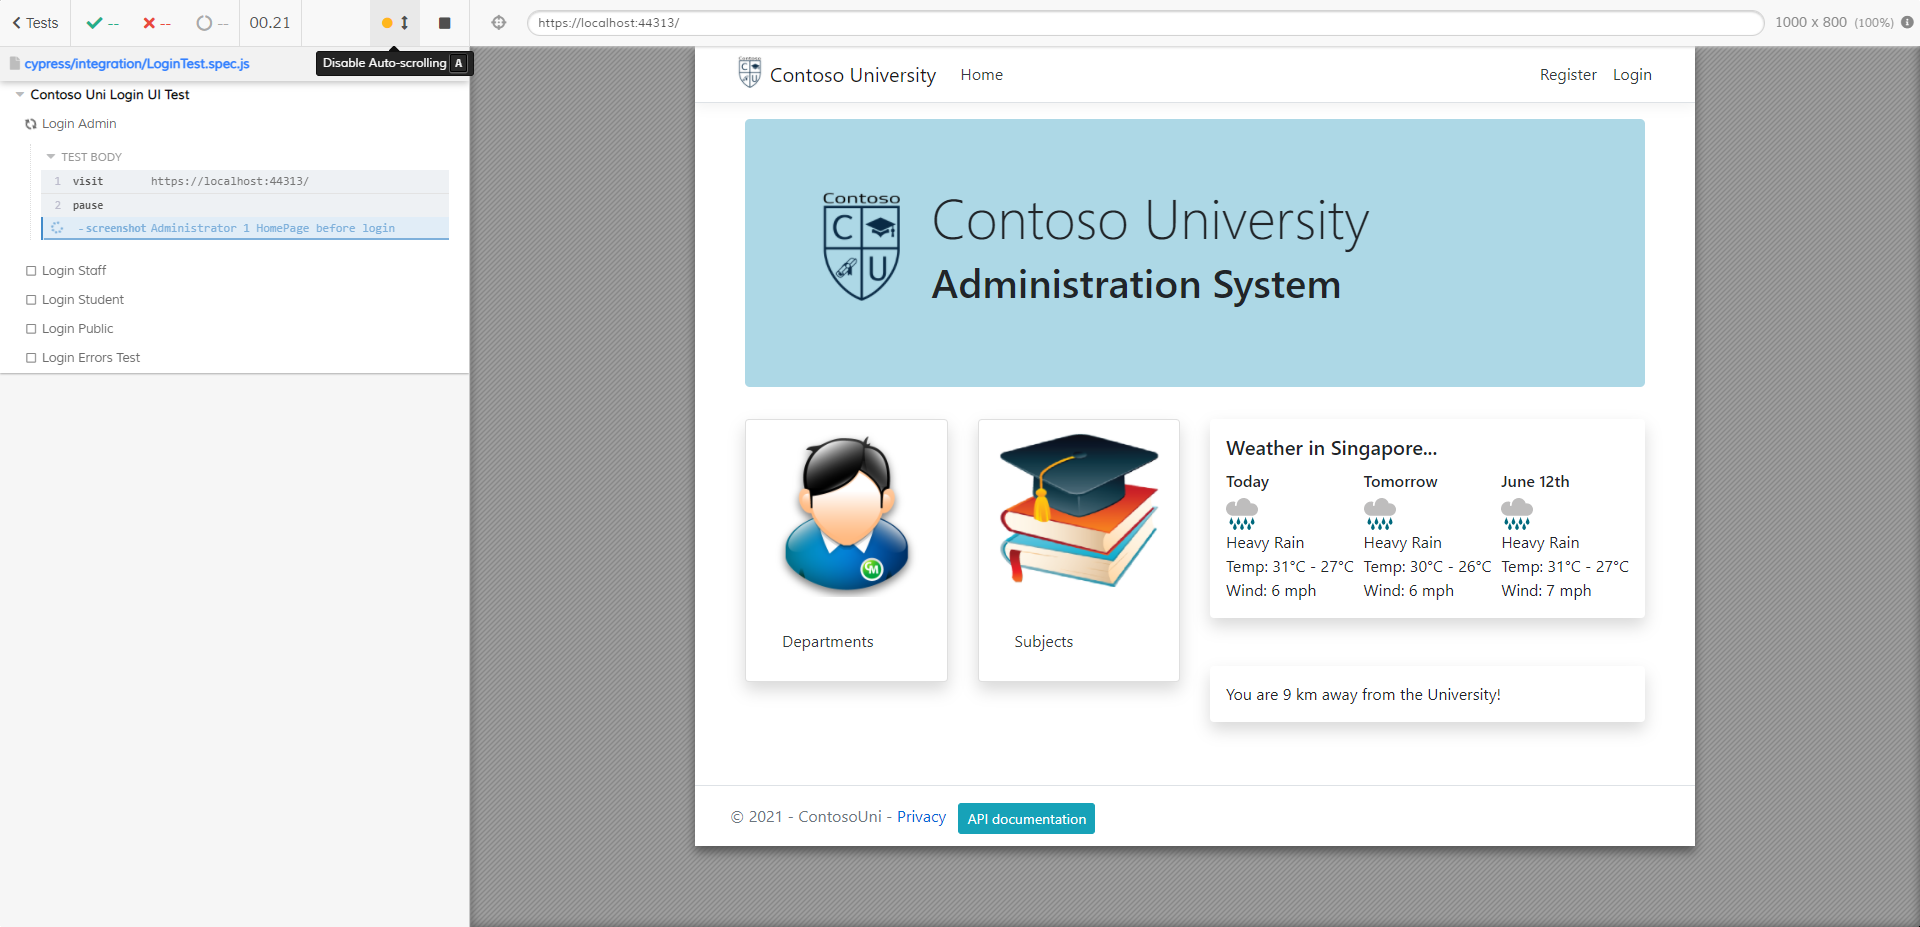 Tests
--
--
--
00.21
https://localhost:44313/
1000 x 800 (100%)
cypress/integration/LoginTest.spec.js
Disable Auto-scrolling A
Contoso Uni Login UI Test
Login Admin
TEST BODY
1 visit https://localhost:44313/
2 pause
-screenshot Administrator 1 HomePage before login
Login Staff
Login Student
Login Public
Login Errors Test
Contoso University Home Register Login
Contoso
C
U
Contoso University
Administration System
CM
Departments
Subjects
Weather in Singapore...
Today Tomorrow June 12th
Heavy Rain Heavy Rain Heavy Rain
Temp: 31°C - 27°C Temp: 30°C - 26°C Temp: 31°C - 27°C
Wind: 6 mph Wind: 6 mph Wind: 7 mph
You are 9 km away from the University!
© 2021 - ContosoUni - Privacy API documentation